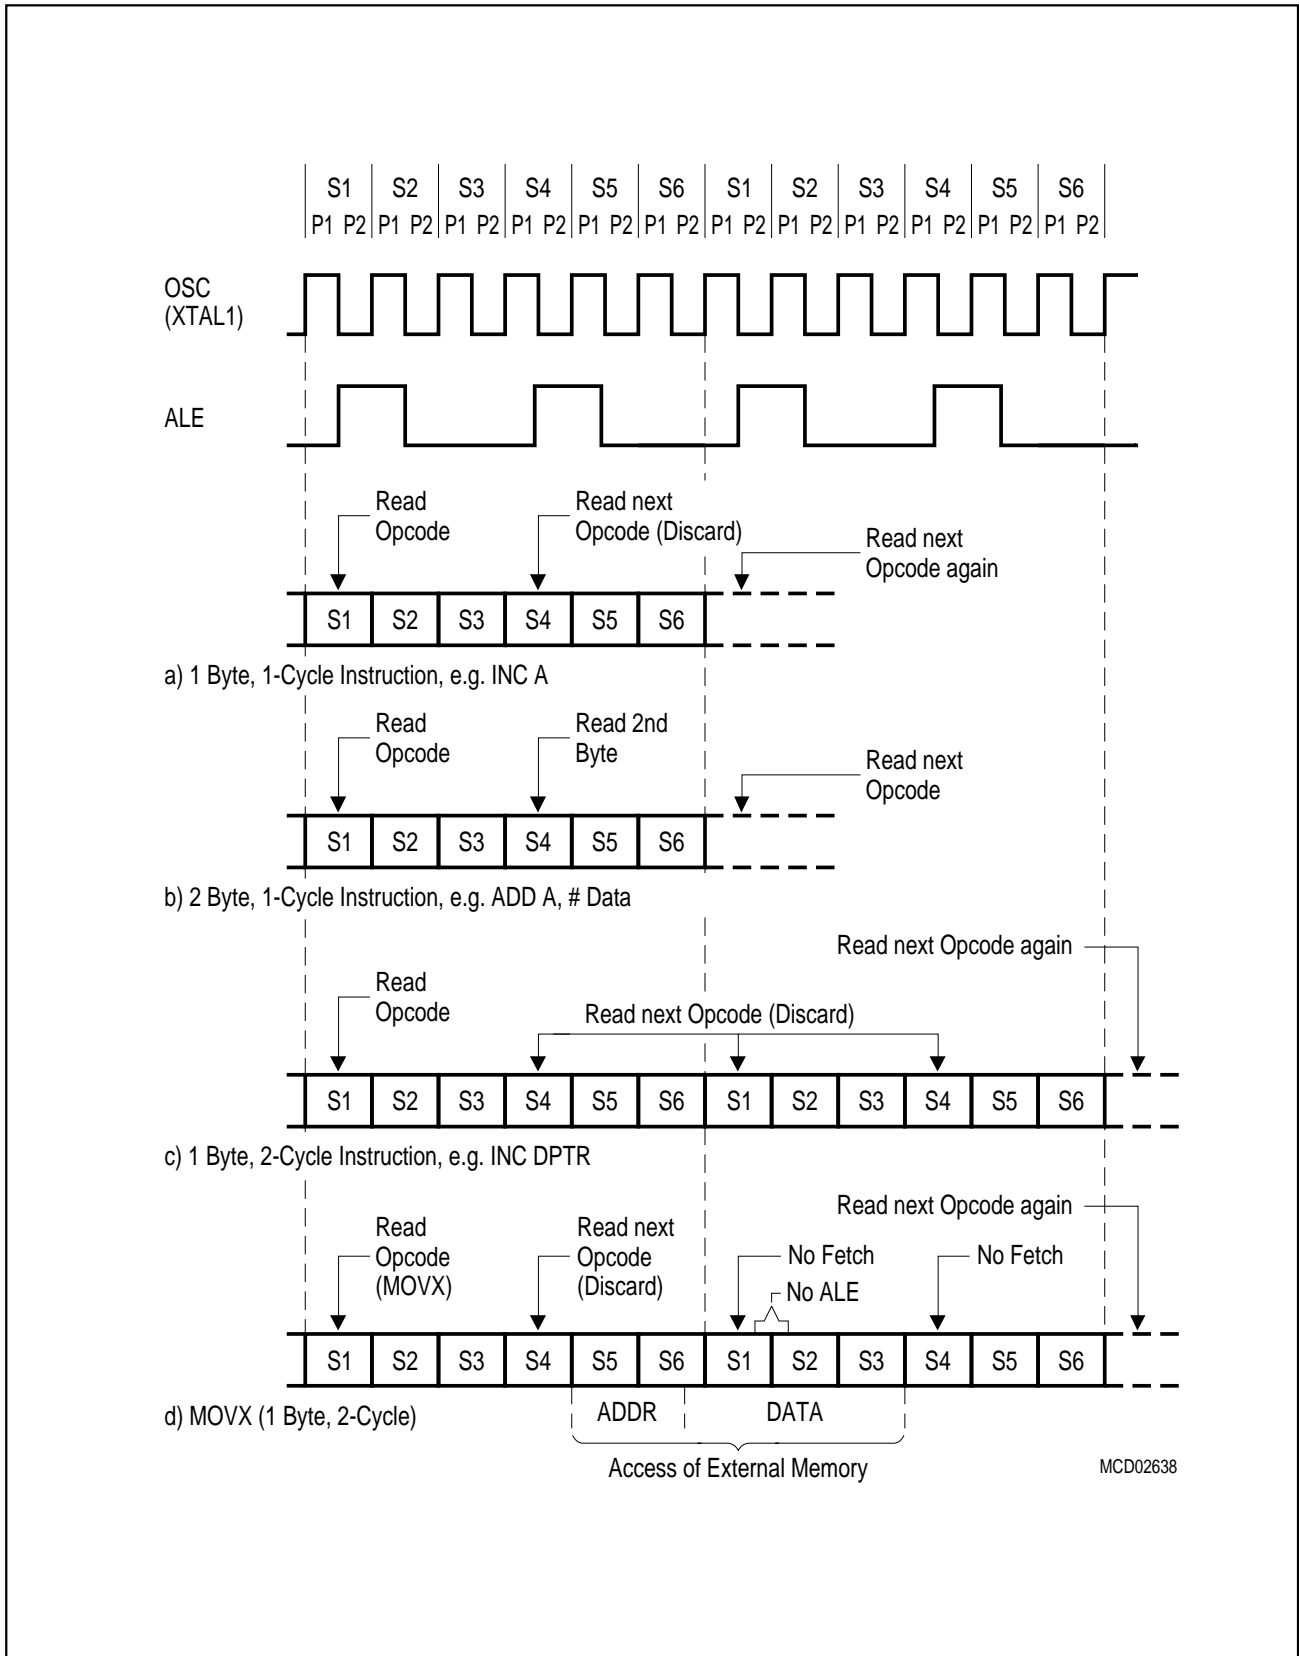 S1 S2 S3 S4 S5 S6 S1 S2 S3 S4 S5 S6
P1 P2 P1 P2 P1 P2 P1 P2 P1 P2 P1 P2 P1 P2 P1 P2 P1 P2 P1 P2 P1 P2 P1 P2
OSC
(XTAL1)
ALE
Read
Opcode
Read next
Opcode (Discard)
Read next
Opcode again
S1 S2 S3 S4 S5 S6
a) 1 Byte, 1-Cycle Instruction, e.g. INC A
Read
Opcode
Read 2nd
Byte
Read next
Opcode
S1 S2 S3 S4 S5 S6
b) 2 Byte, 1-Cycle Instruction, e.g. ADD A, # Data
Read next Opcode again
Read
Opcode
Read next Opcode (Discard)
S1 S2 S3 S4 S5 S6 S1 S2 S3 S4 S5 S6
c) 1 Byte, 2-Cycle Instruction, e.g. INC DPTR
Read next Opcode again
Read
Opcode
(MOVX)
Read next
Opcode
(Discard)
No Fetch
No ALE
No Fetch
S1 S2 S3 S4 S5 S6 S1 S2 S3 S4 S5 S6
d) MOVX (1 Byte, 2-Cycle)
ADDR DATA
Access of External Memory
MCD02638